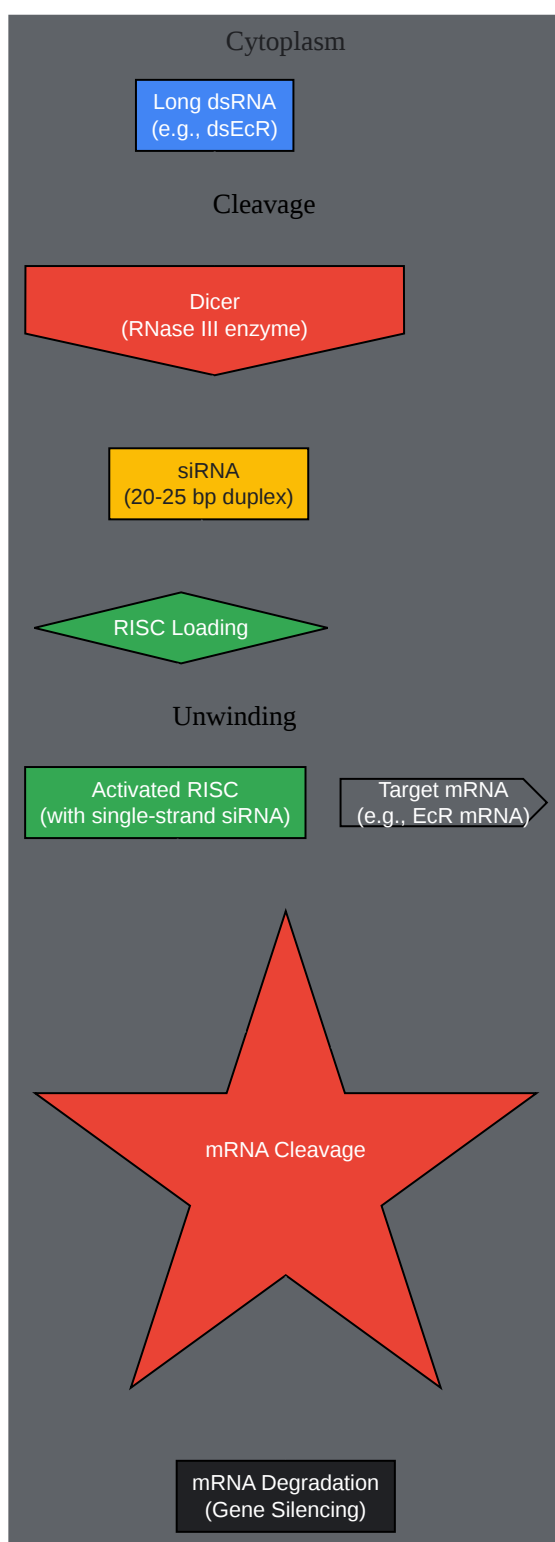 Cytoplasm
Long dsRNA
(e.g., dsEcR)
Cleavage
Dicer
(RNase III enzyme)
siRNA
(20-25 bp duplex)
RISC Loading
Unwinding
Activated RISC
(with single-strand siRNA)
Target mRNA
(e.g., EcR mRNA)
mRNA Cleavage
mRNA Degradation
(Gene Silencing)